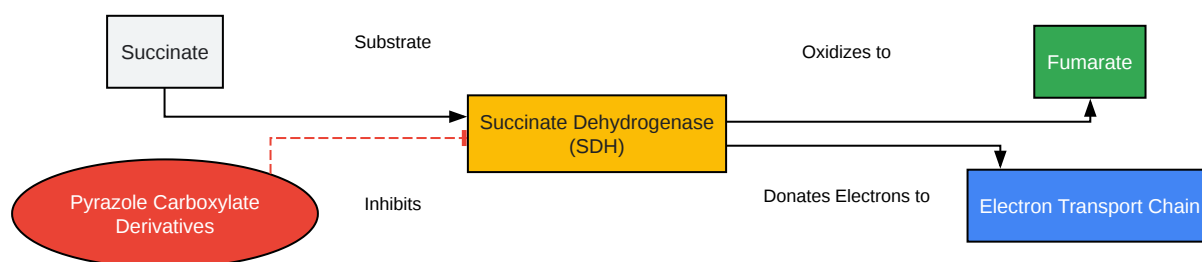 Succinate
Substrate
Oxidizes to
Fumarate
Succinate Dehydrogenase
(SDH)
Pyrazole Carboxylate
Derivatives
Inhibits
Donates Electrons to
Electron Transport Chain